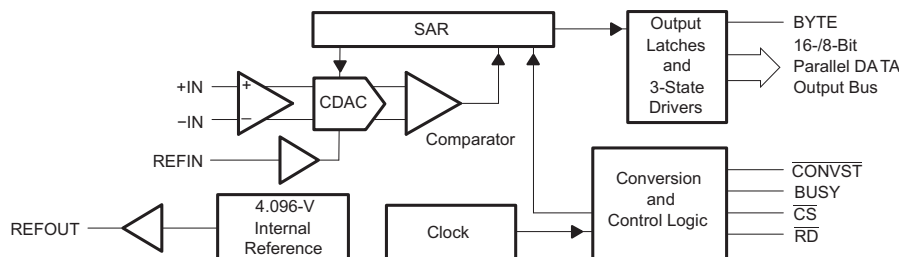 SAR
Output
Latches
and
3-State
Drivers
BYTE
16-/8-Bit
Parallel DATA
Output Bus
+IN
−IN
+
−
CDAC
Comparator
REFIN
REFOUT
4.096-V
Internal
Reference
Clock
Conversion
and
Control Logic
CONVST
BUSY
CS
RD